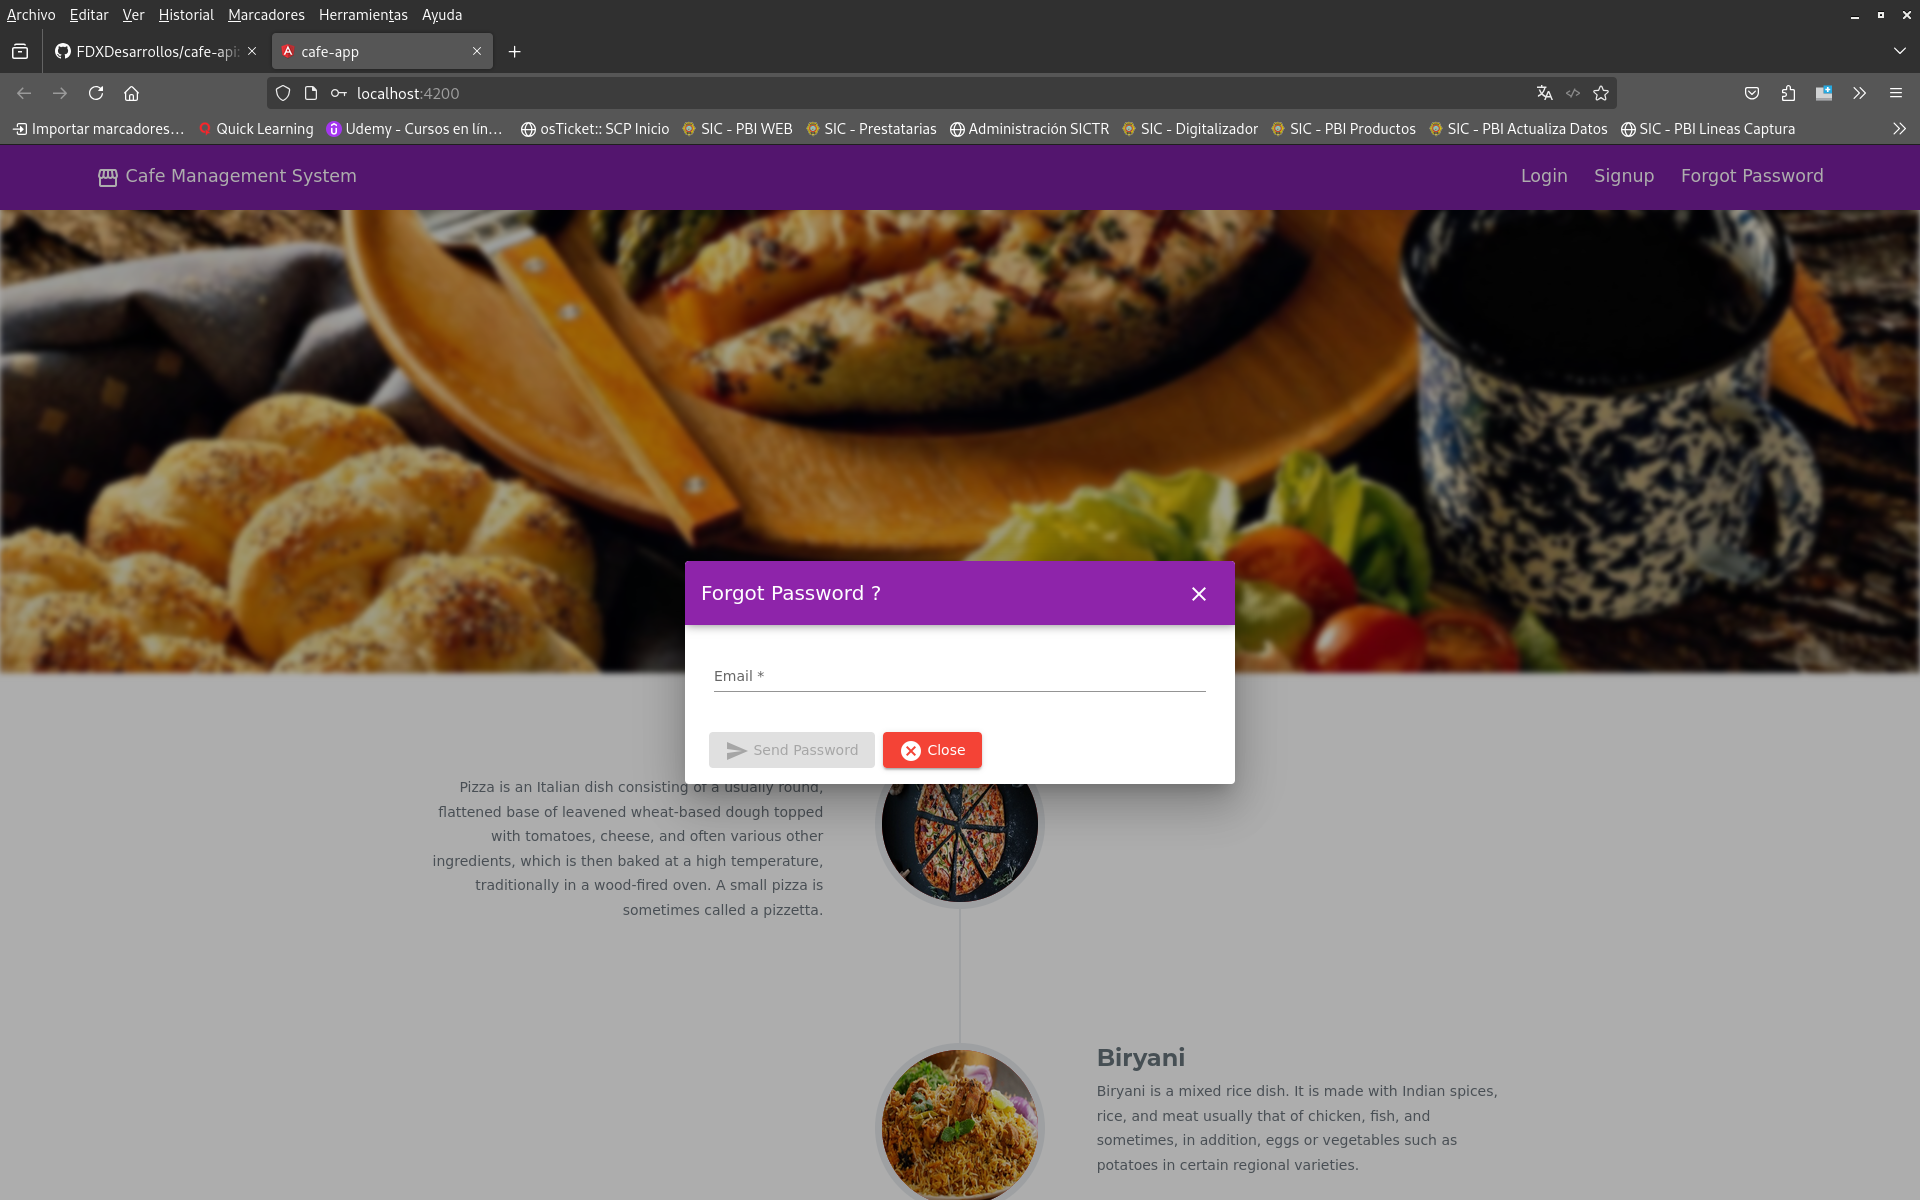 Archivo Editar Ver Historial Marcadores Herramientas Ayuda
FDXDesarrollos/cafe-api: cafe-app
localhost:4200
Importar marcadores… Quick Learning Udemy - Cursos en lín… osTicket:: SCP Inicio SIC - PBI WEB SIC - Prestatarias Administración SICTR SIC - Digitalizador SIC - PBI Productos SIC - PBI Actualiza Datos SIC - PBI Lineas Captura
Cafe Management System Login Signup Forgot Password
Forgot Password ?
Email *
Send Password Close
Pizza is an Italian dish consisting of a usually round,
flattened base of leavened wheat-based dough topped
with tomatoes, cheese, and often various other
ingredients, which is then baked at a high temperature,
traditionally in a wood-fired oven. A small pizza is
sometimes called a pizzetta.
Biryani
Biryani is a mixed rice dish. It is made with Indian spices,
rice, and meat usually that of chicken, fish, and
sometimes, in addition, eggs or vegetables such as
potatoes in certain regional varieties.